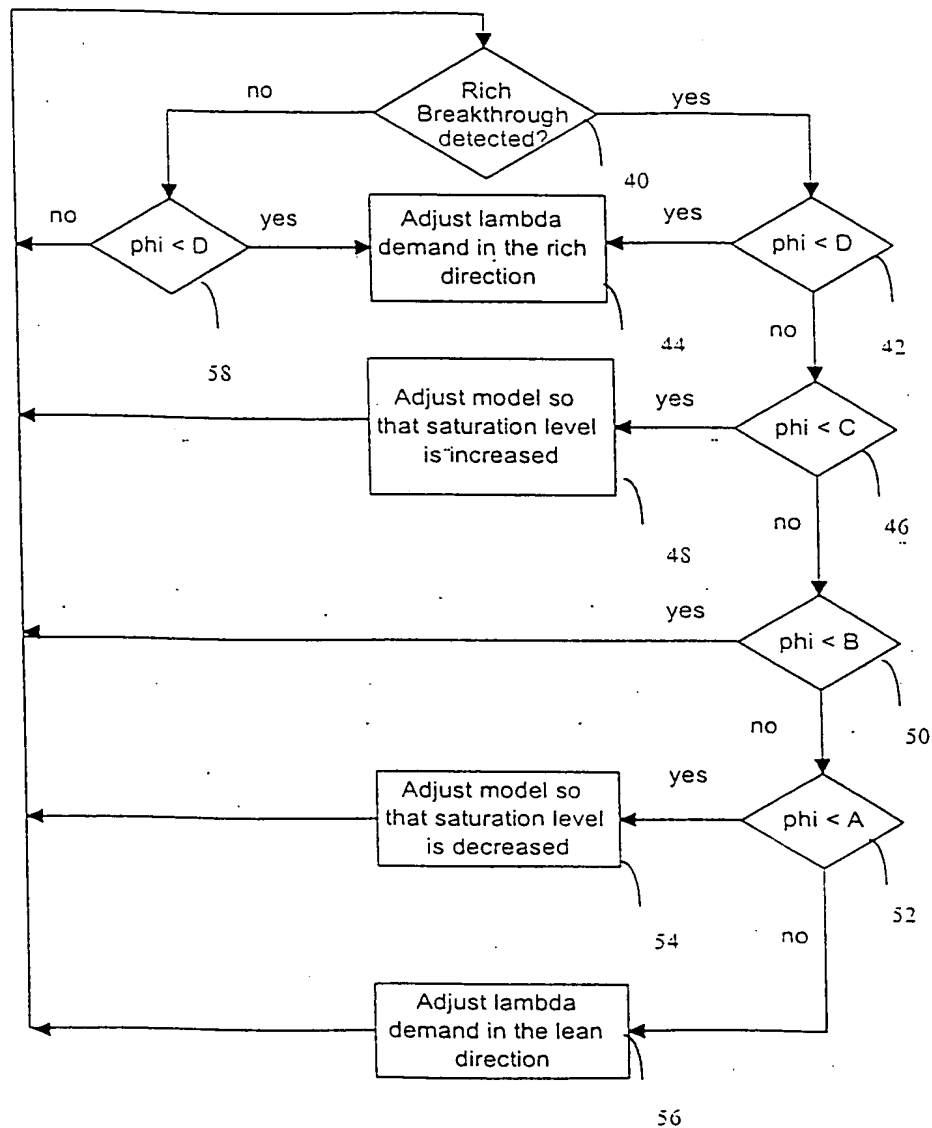 Rich
Breakthrough
detected?
no
yes
40
no
phi < D
yes
58
Adjust lambda
demand in the rich
direction
44
yes
phi < D
42
no
Adjust model so
that saturation level
is increased
48
yes
phi < C
46
no
yes
phi < B
50
no
Adjust model so
that saturation level
is decreased
54
yes
phi < A
52
no
Adjust lambda
demand in the lean
direction
56